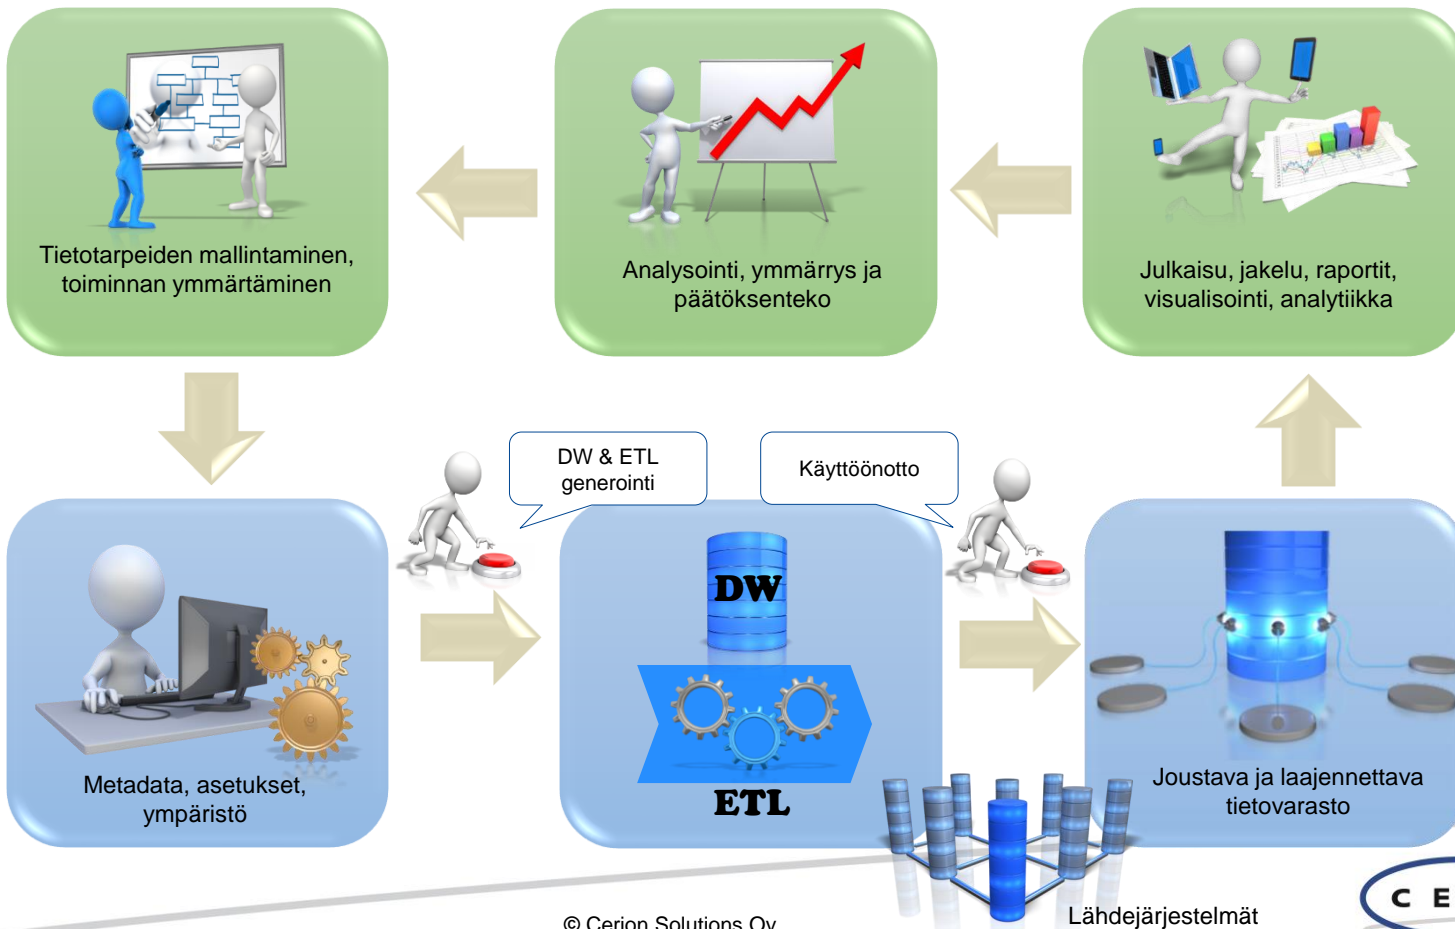 Tietotarpeiden mallintaminen,
toiminnan ymmärtäminen
Analysointi, ymmärrys ja
päätöksenteko
Julkaisu, jakelu, raportit,
visualisointi, analytiikka
DW & ETL
generointi
Käyttöönotto
Metadata, asetukset,
ympäristö
DW
ETL
Joustava ja laajennettava
tietovarasto
Lähdejärjestelmät
© Cerion Solutions Oy
C E